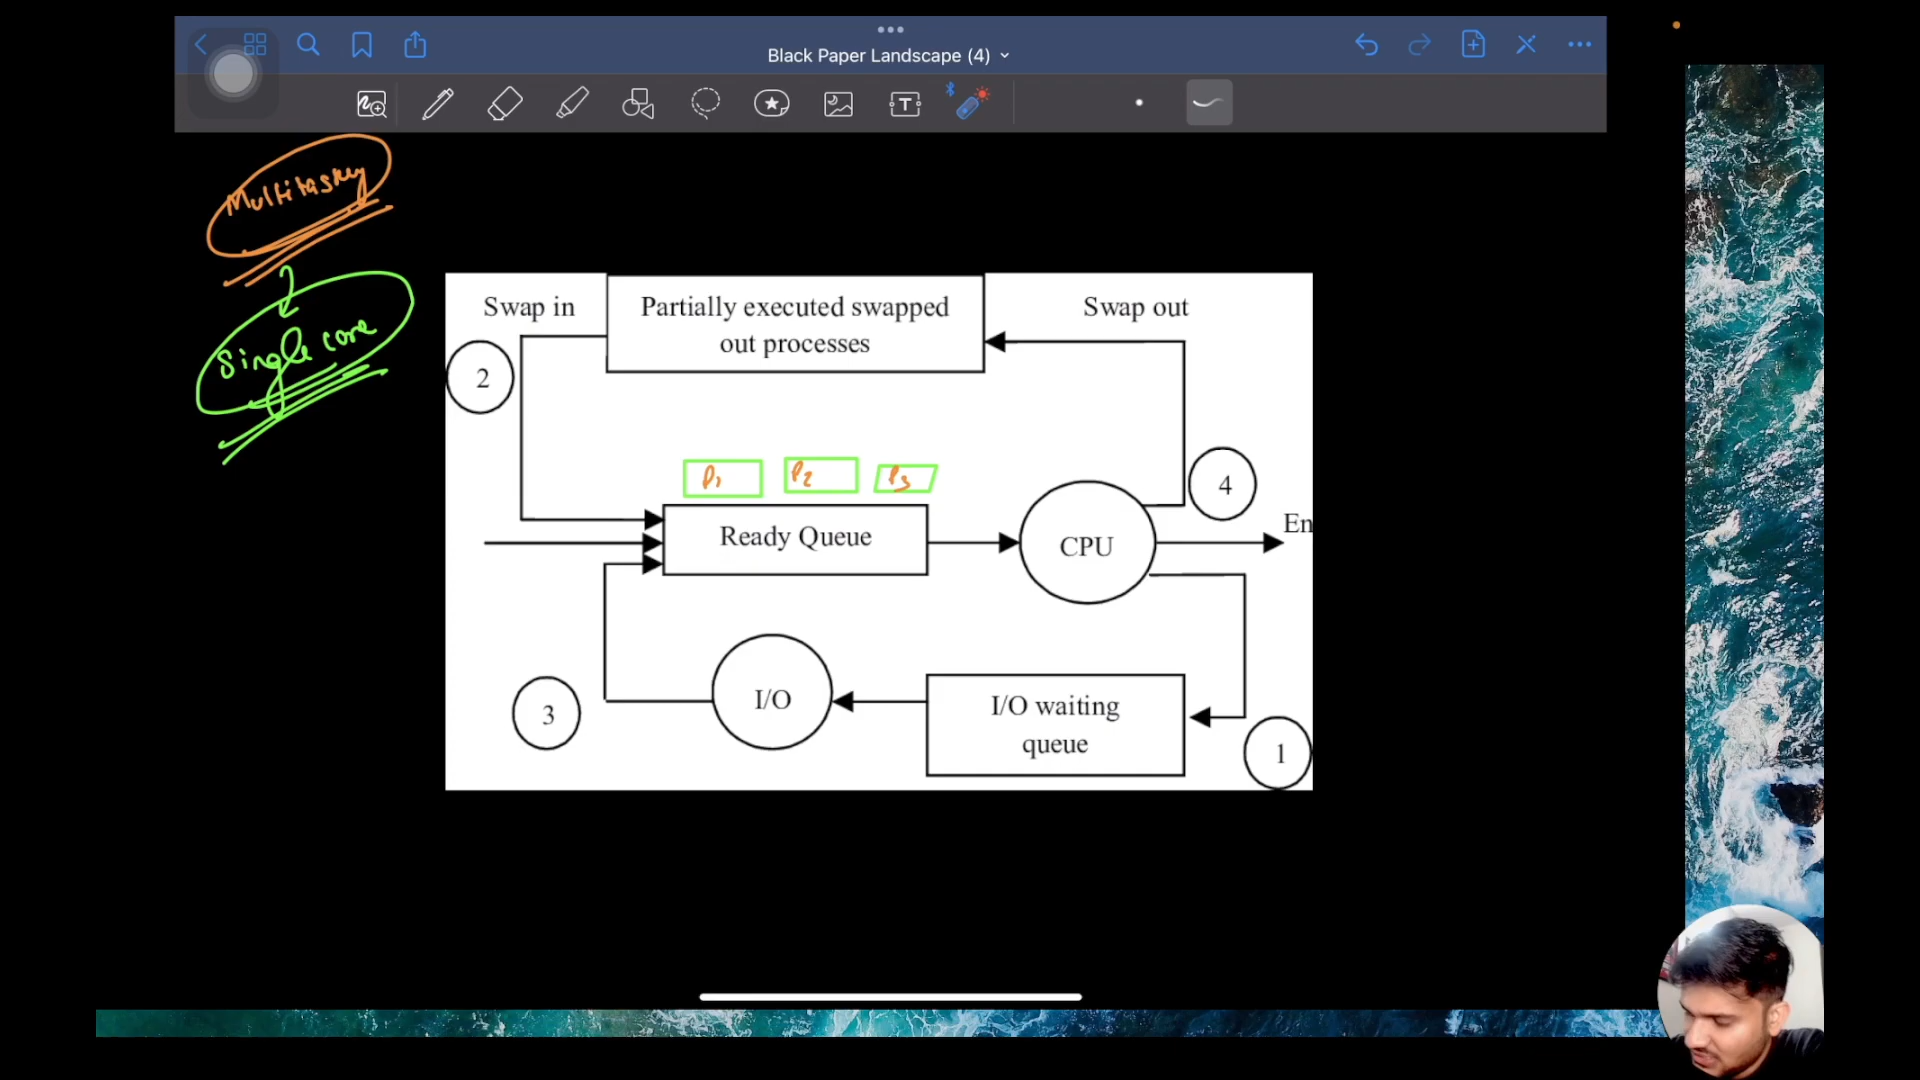 Black Paper Landscape (4)
Multitasking
Single core
Swap in
Partially executed swapped
out processes
Swap out
2
P1
P2
P3
4
Ready Queue
CPU
En
I/O
I/O waiting
queue
3
1